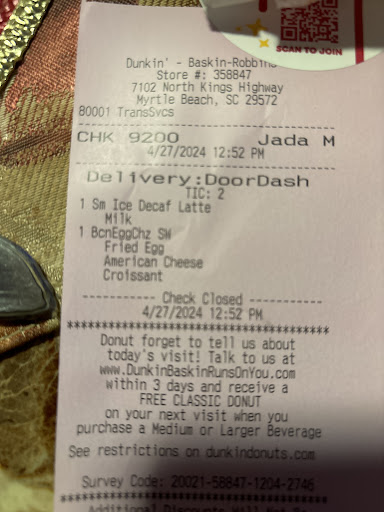 SCAN TO JOIN
Dunkin' - Baskin-Robbins
Store #: 358847
7102 North Kings Highway
Myrtle Beach, SC 29572
80001 TransSvcs
CHK 9200 Jada M
4/27/2024 12:52 PM
Delivery:DoorDash
TIC: 2
1 Sm Ice Decaf Latte
Milk
1 BcnEggChz SW
Fried Egg
American Cheese
Croissant
----------- Check Closed -----------
4/27/2024 12:52 PM
************************************
Donut forget to tell us about
today's visit! Talk to us at
www.DunkinBaskinRunsOnYou.com
within 3 days and receive a
FREE CLASSIC DONUT
on your next visit when you
purchase a Medium or Larger Beverage
See restrictions on dunkindonuts.com
Survey Code: 20021-58847-1204-2746
************************************
Additional Discounts Will Not Be